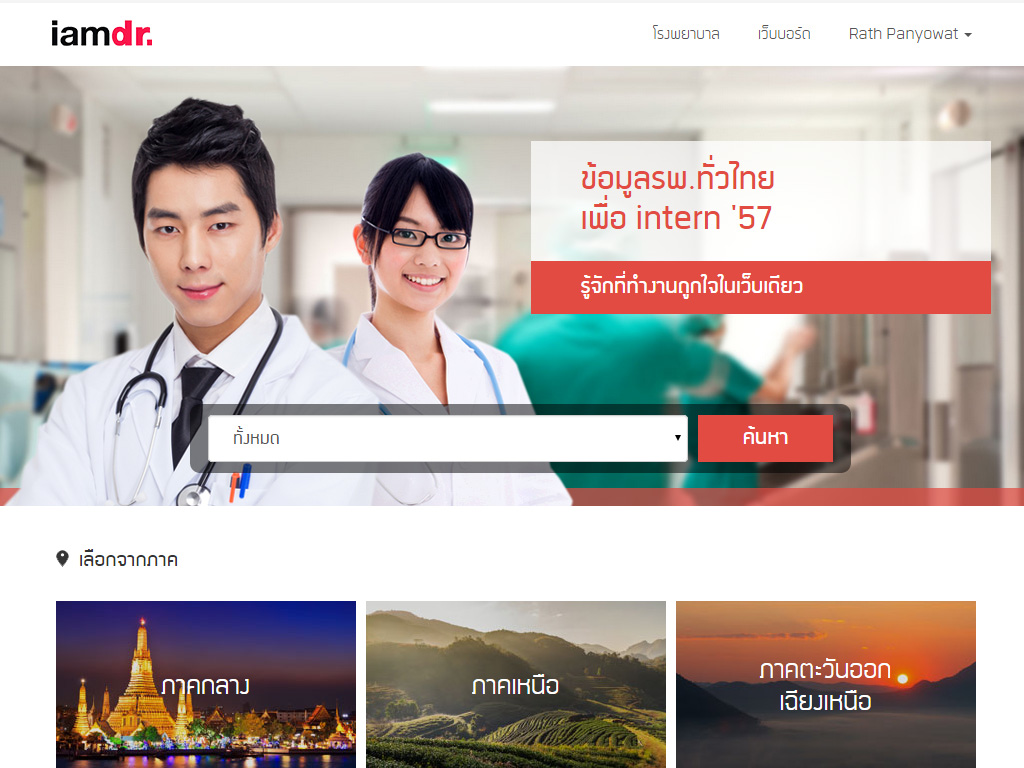 iamdr.
โรงพยาบาล
เว็บบอร์ด
Rath Panyowat
ข้อมูลรพ.ทั่วไทย
เพื่อ intern '57
รู้จักที่ทำงานถูกใจในเว็บเดียว
ทั้งหมด
ค้นหา
เลือกจากภาค
ภาคกลาง
ภาคเหนือ
ภาคตะวันออก
เฉียงเหนือ